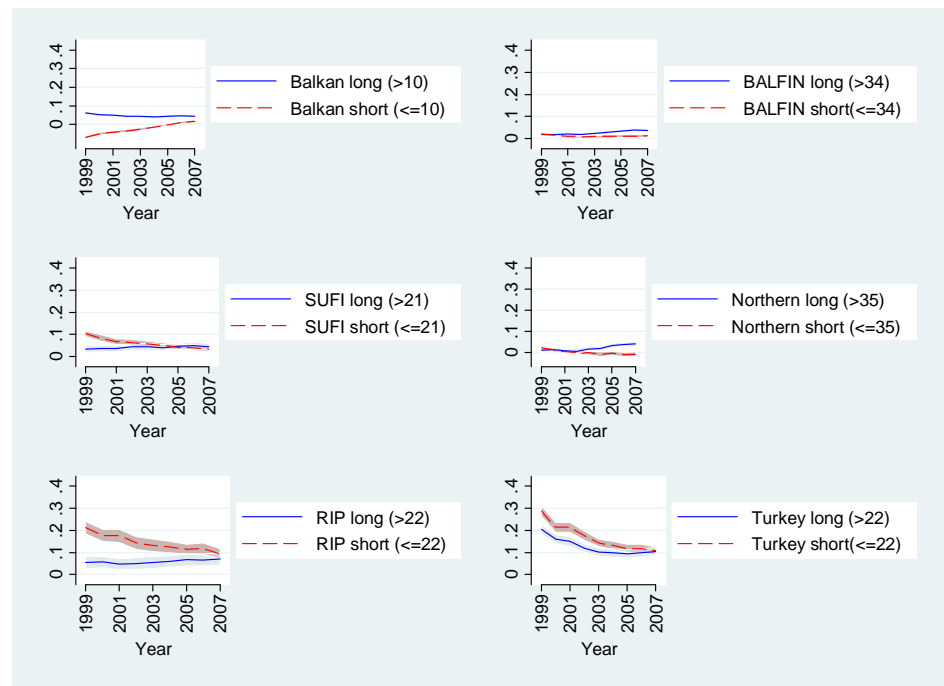 0 .1 .2 .3 .4
1999 2001 2003 2005 2007
Year
Balkan long (>10)
Balkan short (<=10)
0 .1 .2 .3 .4
1999 2001 2003 2005 2007
Year
BALFIN long (>34)
BALFIN short(<=34)
0 .1 .2 .3 .4
1999 2001 2003 2005 2007
Year
SUFI long (>21)
SUFI short (<=21)
0 .1 .2 .3 .4
1999 2001 2003 2005 2007
Year
Northern long (>35)
Northern short (<=35)
0 .1 .2 .3 .4
1999 2001 2003 2005 2007
Year
RIP long (>22)
RIP short (<=22)
0 .1 .2 .3 .4
1999 2001 2003 2005 2007
Year
Turkey long (>22)
Turkey short(<=22)